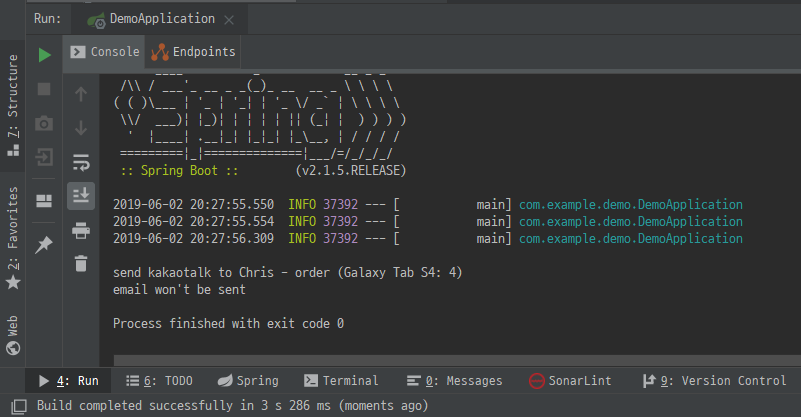 Run: DemoApplication
Console Endpoints
 /\\ / ___'_ __ _ _(_)_ __  __ _ \ \ \ \
( ( )\___ | '_ | '_| | '_ \/ _` | \ \ \ \
 \\/  ___)| |_)| | | | | || (_| |  ) ) ) )
  '  |____| .__|_| |_|_| |_\__, | / / / /
 =========|_|==============|___/=/_/_/_/
 :: Spring Boot ::        (v2.1.5.RELEASE)
2019-06-02 20:27:55.550  INFO 37392 --- [           main] com.example.demo.DemoApplication
2019-06-02 20:27:55.554  INFO 37392 --- [           main] com.example.demo.DemoApplication
2019-06-02 20:27:56.309  INFO 37392 --- [           main] com.example.demo.DemoApplication
send kakaotalk to Chris - order (Galaxy Tab S4: 4)
email won't be sent
Process finished with exit code 0
7: Structure
2: Favorites
Web
4: Run 6: TODO Spring Terminal 0: Messages SonarLint 9: Version Control
Build completed successfully in 3 s 286 ms (moments ago)